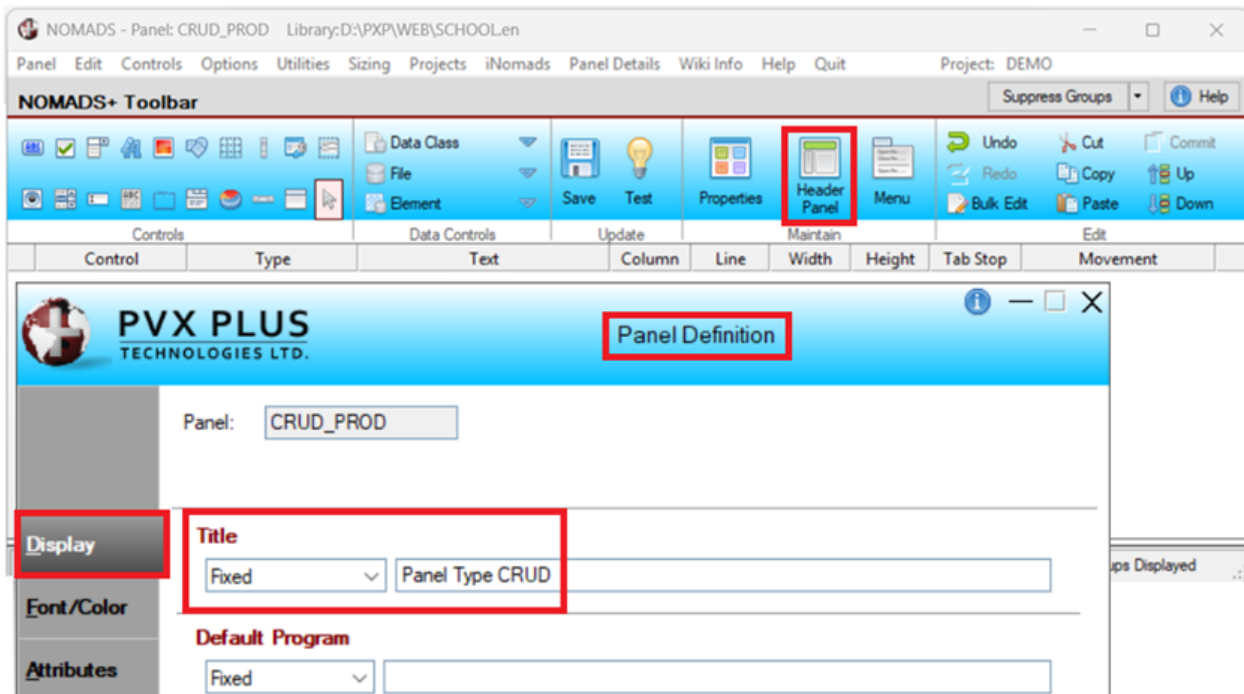 NOMADS - Panel: CRUD_PROD Library:D:\PXP\WEB\SCHOOL.en
Panel Edit Controls Options Utilities Sizing Projects iNomads Panel Details Wiki Info Help Quit Project: DEMO
NOMADS+ Toolbar Suppress Groups Help
Data Class Undo Cut Commit
File Redo Copy Up
Element Save Test Properties Header Panel Menu Bulk Edit Paste Down
Controls Data Controls Update Maintain Edit
Control Type Text Column Line Width Height Tab Stop Movement
PVX PLUS
TECHNOLOGIES LTD.
Panel Definition
Panel: CRUD_PROD
Display
Title
Fixed Panel Type CRUD
ups Displayed
Font/Color
Default Program
Attributes
Fixed